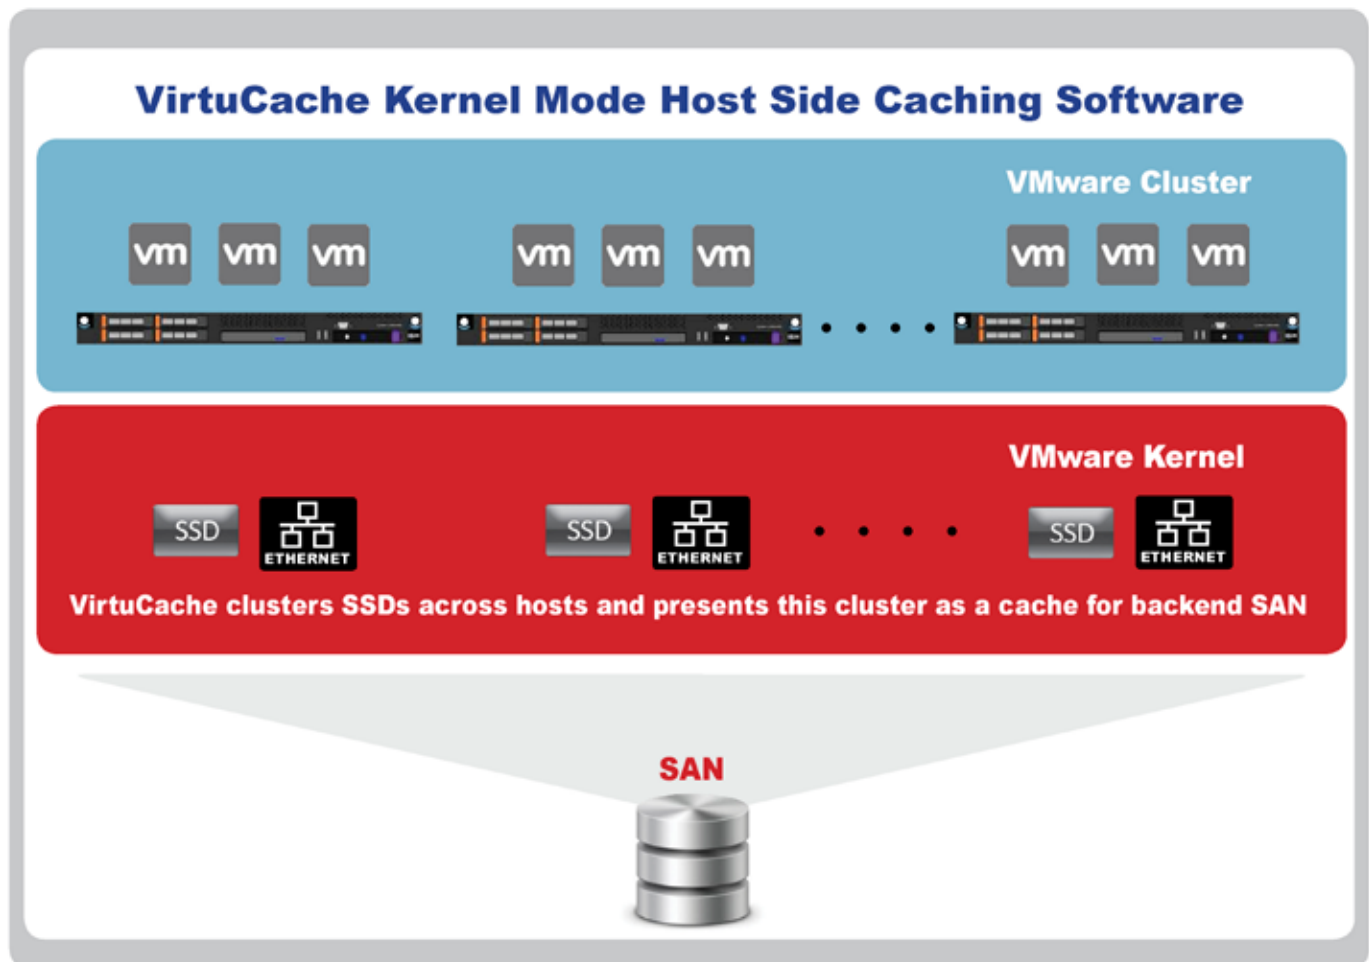 VirtuCache Kernel Mode Host Side Caching Software
VMware Cluster
vm vm vm vm vm vm vm vm vm
VMware Kernel
SSD ETHERNET SSD ETHERNET SSD ETHERNET
VirtuCache clusters SSDs across hosts and presents this cluster as a cache for backend SAN
SAN